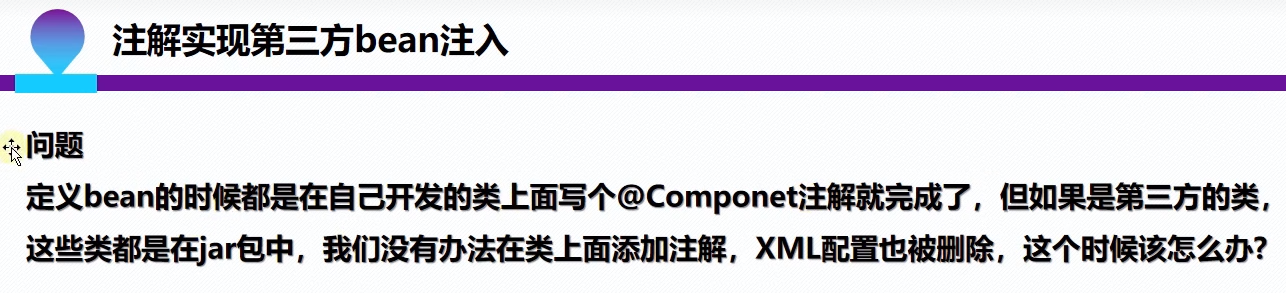 注解实现第三方bean注入
问题
定义bean的时候都是在自己开发的类上面写个@Componet注解就完成了，但如果是第三方的类，
这些类都是在jar包中，我们没有办法在类上面添加注解，XML配置也被删除，这个时候该怎么办?